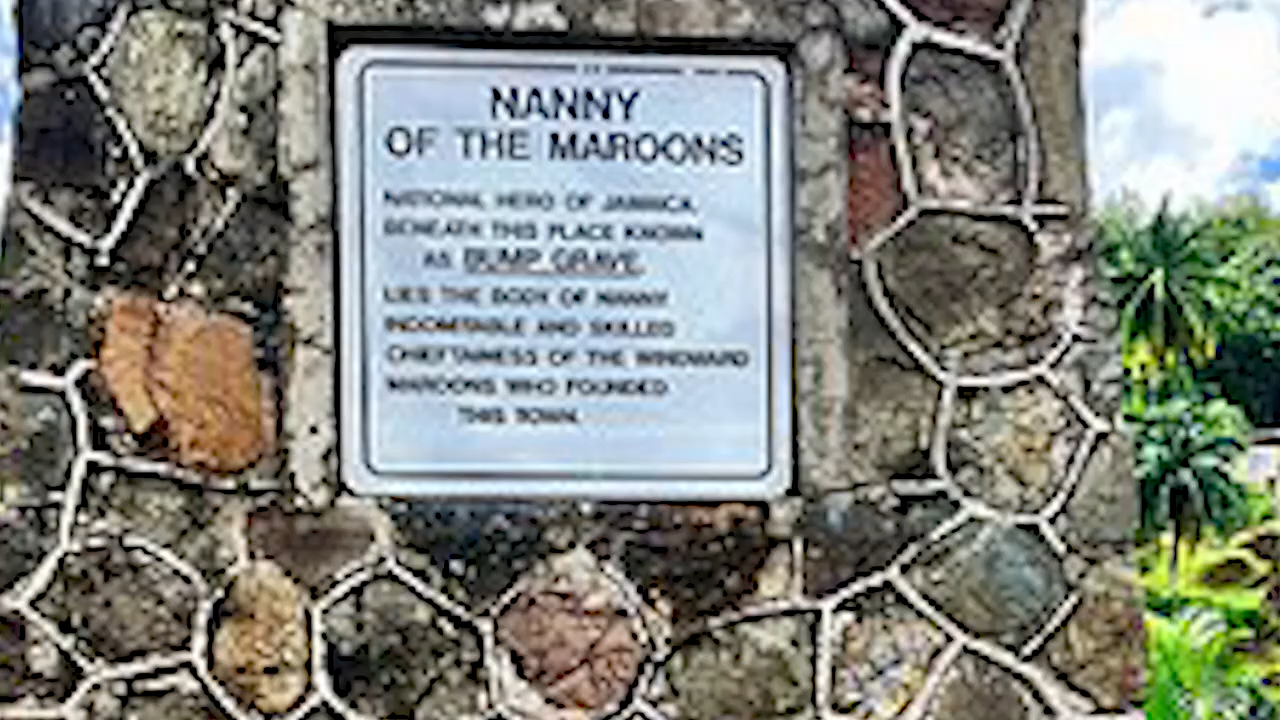 NANNY
OF THE MAROONS
NATIONAL HERO OF JAMAICA
BENEATH THIS PLACE KNOWN
AS BUMP GRAVE
LIES THE BODY OF NANNY
INDOMITABLE AND SKILLED
CHIEFTAINESS OF THE WINDWARD
MAROONS WHO FOUNDED
THIS TOWN